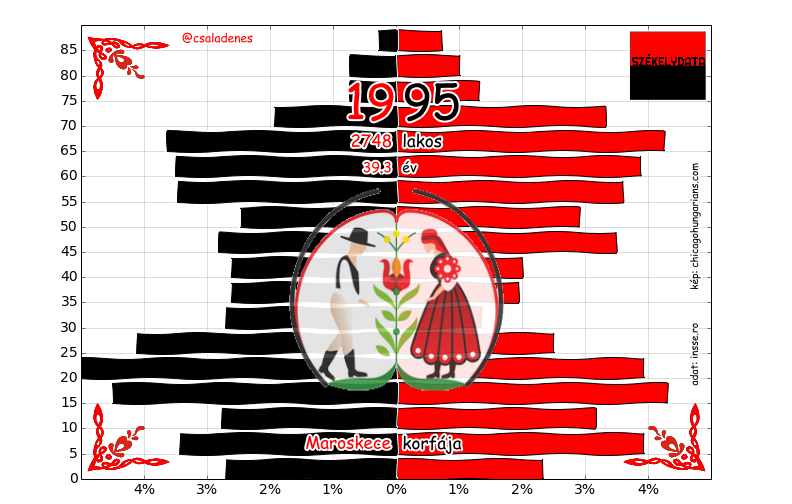 @csaladenes
SZÉKELYDATA
1995
2748 lakos
39.3 év
kép: chicagohungarians.com
adat: insse.ro
Maroskece korfája
85
80
75
70
65
60
55
50
45
40
35
30
25
20
15
10
5
0
4% 3% 2% 1% 0% 1% 2% 3% 4%